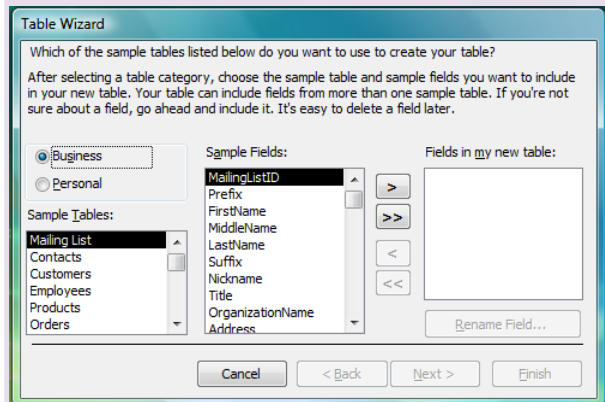 Table Wizard
Which of the sample tables listed below do you want to use to create your table?
After selecting a table category, choose the sample table and sample fields you want to include
in your new table. Your table can include fields from more than one sample table. If you're not
sure about a field, go ahead and include it. It's easy to delete a field later.
Business
Personal
Sample Tables:
Mailing List
Contacts
Customers
Employees
Products
Orders
Sample Fields:
MailingListID
Prefix
FirstName
MiddleName
LastName
Suffix
Nickname
Title
OrganizationName
Address
>
>>
<
<<
Fields in my new table:
Rename Field...
Cancel
< Back
Next >
Finish